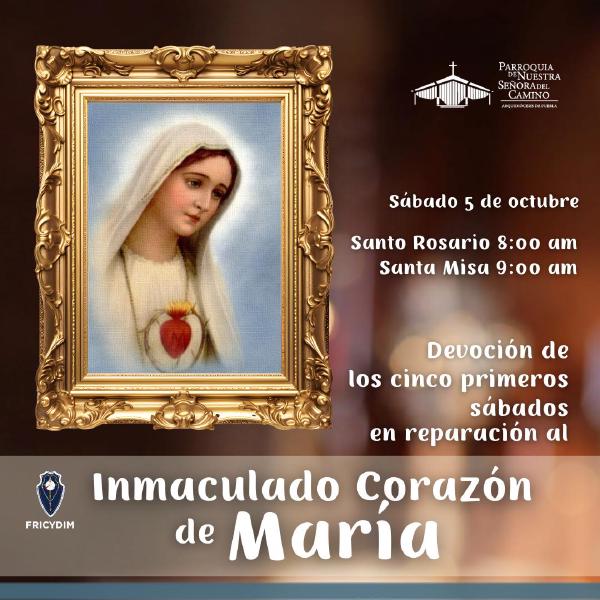 PARROQUIA
DE NUESTRA
SEÑORA DEL
CAMINO
ARQUIDIÓCESIS DE PUEBLA
Sábado 5 de octubre
Santo Rosario 8:00 am
Santa Misa 9:00 am
Devoción de
los cinco primeros
sábados
en reparación al
Inmaculado Corazón
de María
FRICYDIM